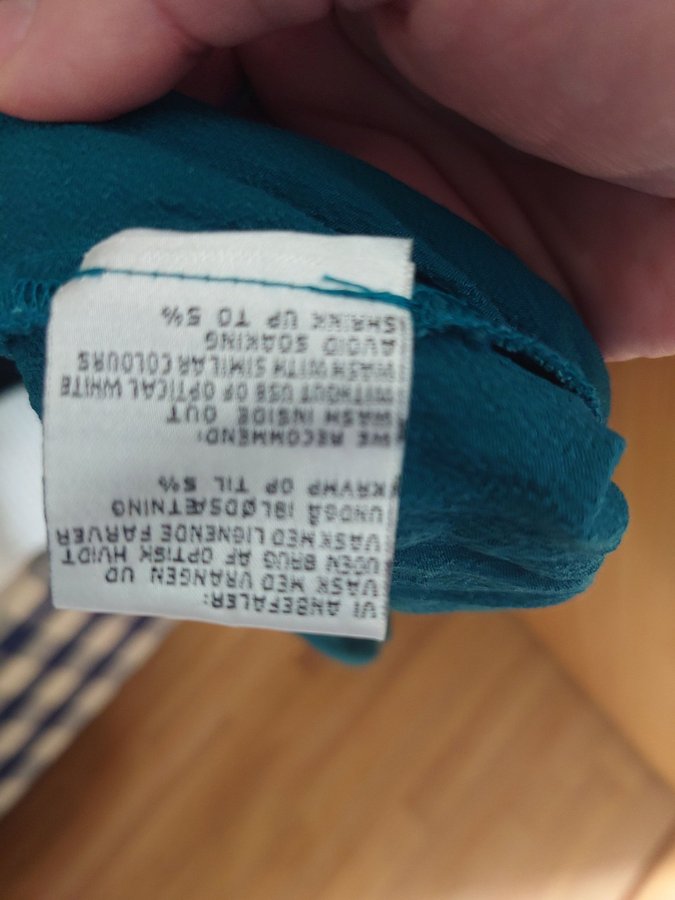 VI ANBEFALER:
VASK MED VRANGEN UD
UDEN BRUG AF OPTISK HVIDT
VASK MED LIGNENDE FARVER
UNDGÅ IBLØDSÆTNING
KRYMP OP TIL 5%
WE RECOMMEND:
WASH INSIDE OUT
WITHOUT USE OF OPTICAL WHITE
WASH WITH SIMILAR COLOURS
AVOID SOAKING
SHRINK UP TO 5%